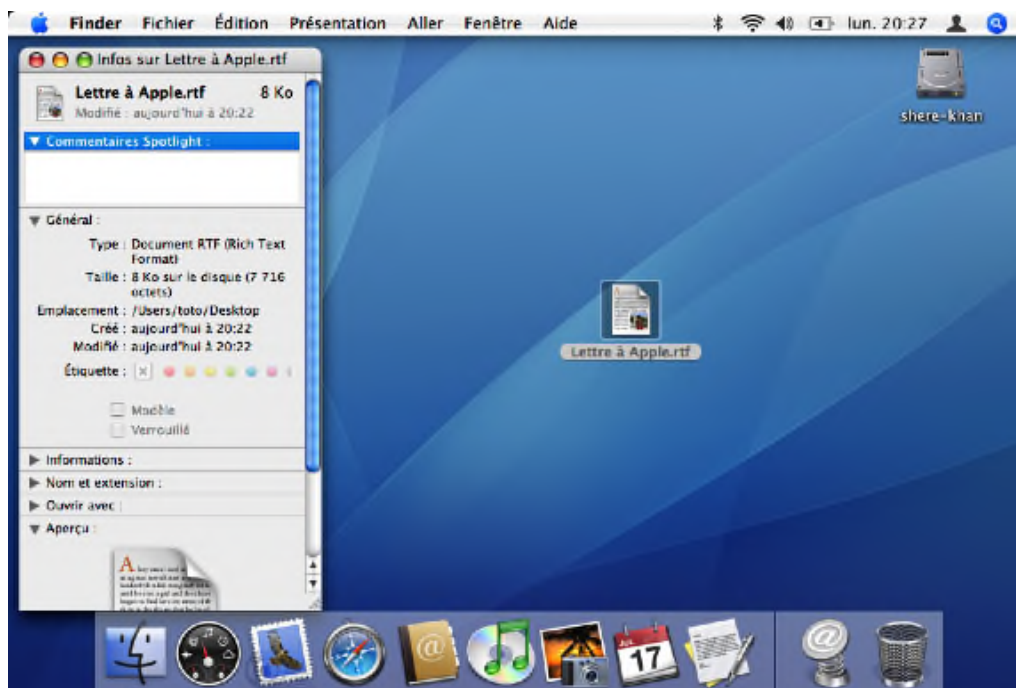 Finder Fichier Édition Présentation Aller Fenêtre Aide lun. 20:27
Infos sur Lettre à Apple.rtf
Lettre à Apple.rtf 8 Ko
Modifié : aujourd'hui à 20:22
Commentaires Spotlight :
Général :
Type : Document RTF (Rich Text
Format)
Taille : 8 Ko sur le disque (7 716
octets)
Emplacement : /Users/toto/Desktop
Créé : aujourd'hui à 20:22
Modifié : aujourd'hui à 20:22
Étiquette :
Modèle
Verrouillé
Informations :
Nom et extension :
Ouvrir avec :
Aperçu :
shere-khan
Lettre à Apple.rtf
17